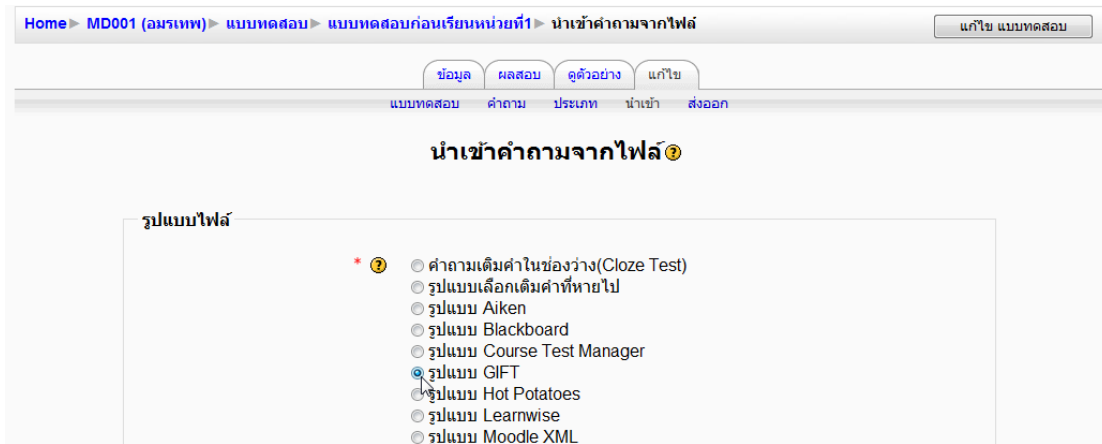 Home ▶ MD001 (อมรเทพ) ▶ แบบทดสอบ ▶ แบบทดสอบก่อนเรียนหน่วยที่1 ▶ นำเข้าคำถามจากไฟล์ แก้ไข แบบทดสอบ
ข้อมูล ผลสอบ ดูตัวอย่าง แก้ไข
แบบทดสอบ คำถาม ประเภท นำเข้า ส่งออก
นำเข้าคำถามจากไฟล์
รูปแบบไฟล์
* คำถามเติมคำในช่องว่าง(Cloze Test)
รูปแบบเลือกเติมคำที่หายไป
รูปแบบ Aiken
รูปแบบ Blackboard
รูปแบบ Course Test Manager
รูปแบบ GIFT
รูปแบบ Hot Potatoes
รูปแบบ Learnwise
รูปแบบ Moodle XML